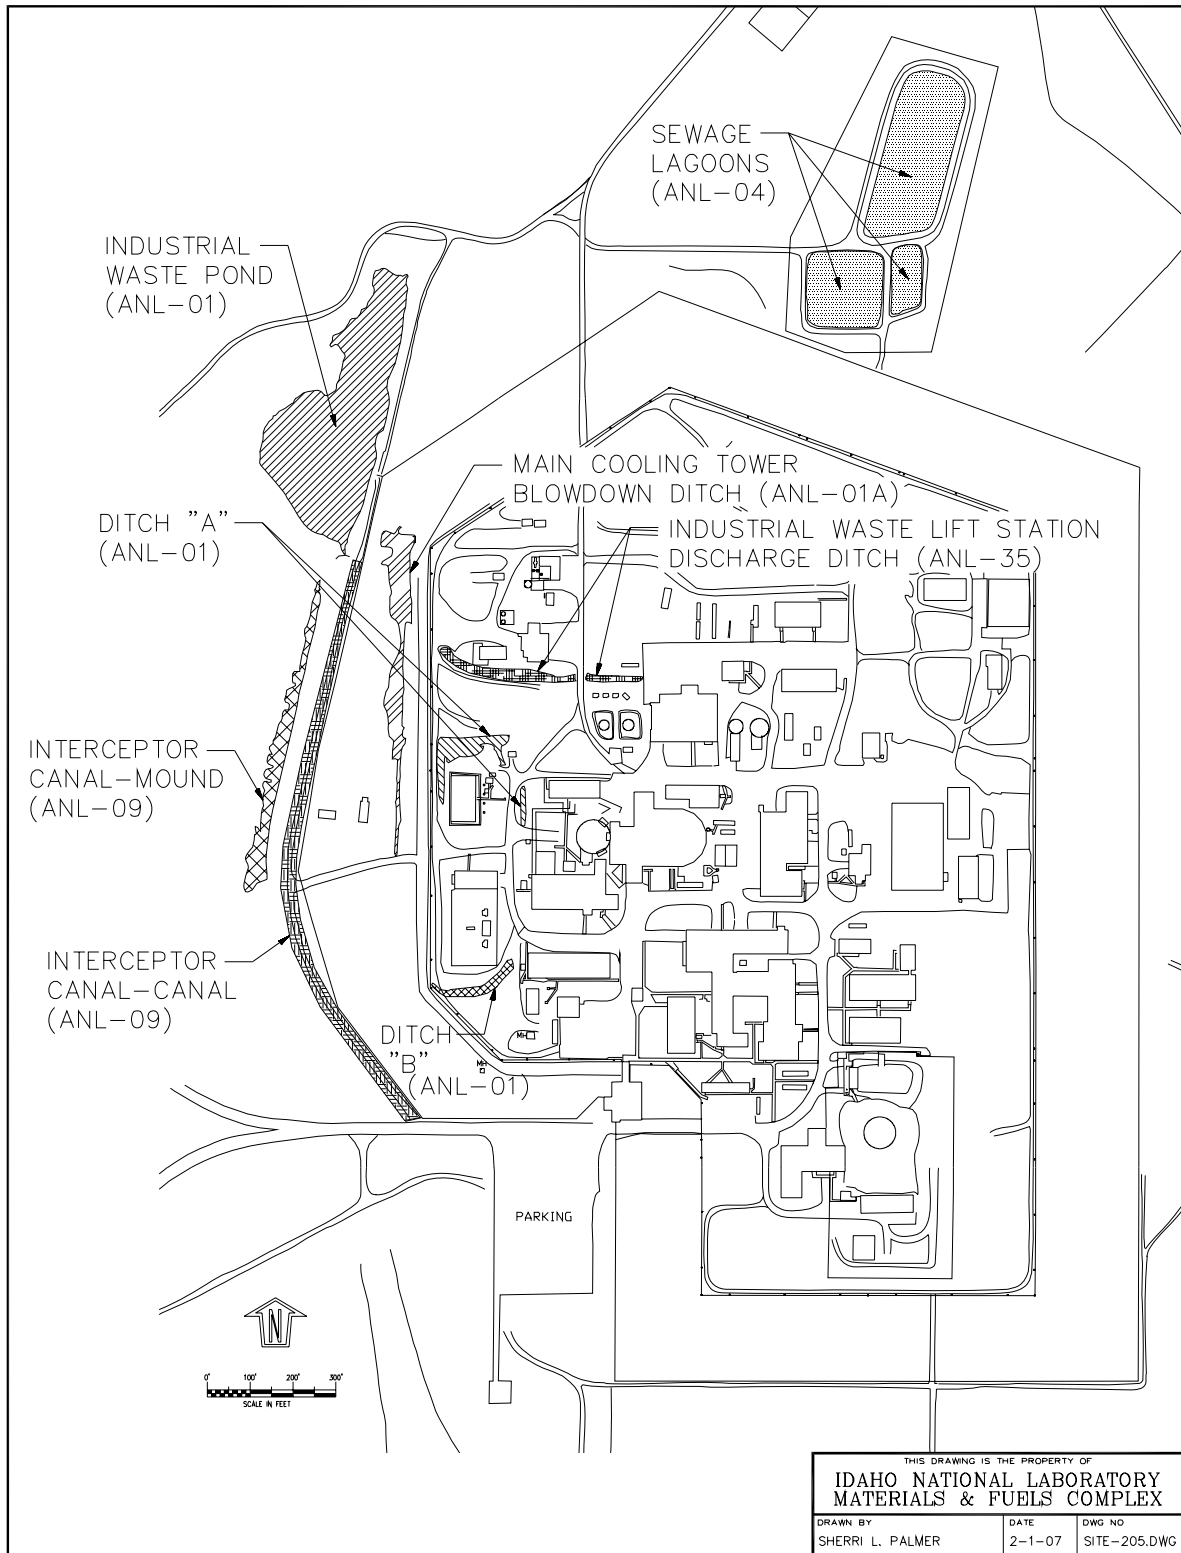 SEWAGE
LAGOONS
(ANL-04)
INDUSTRIAL
WASTE POND
(ANL-01)
MAIN COOLING TOWER
BLOWDOWN DITCH (ANL-01A)
DITCH "A"
(ANL-01)
INDUSTRIAL WASTE LIFT STATION
DISCHARGE DITCH (ANL-35)
INTERCEPTOR
CANAL-MOUND
(ANL-09)
INTERCEPTOR
CANAL-CANAL
(ANL-09)
DITCH
"B"
(ANL-01)
MH
MH
PARKING
N
0' 100' 200' 300'
SCALE IN FEET
THIS DRAWING IS THE PROPERTY OF
IDAHO NATIONAL LABORATORY
MATERIALS & FUELS COMPLEX
DRAWN BY DATE DWG NO
SHERRI L. PALMER 2-1-07 SITE-205.DWG